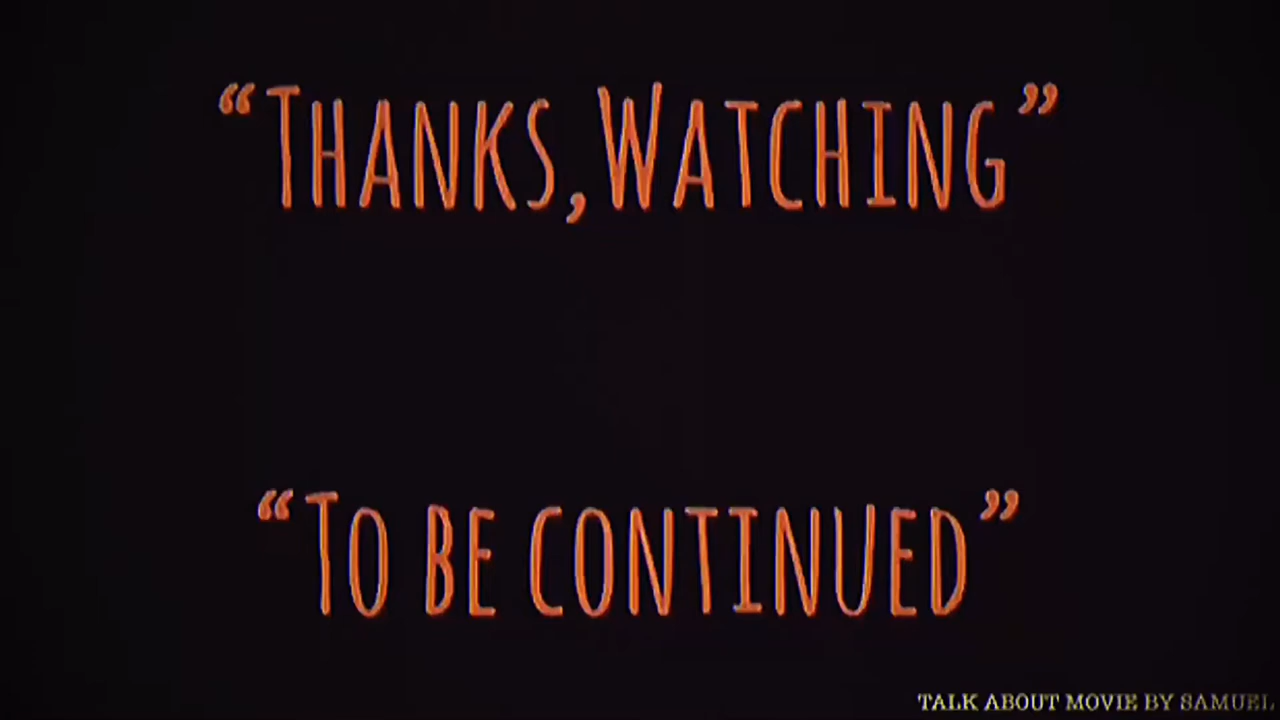 “Thanks,Watching”
“To be continued”
TALK ABOUT MOVIE BY SAMUEL